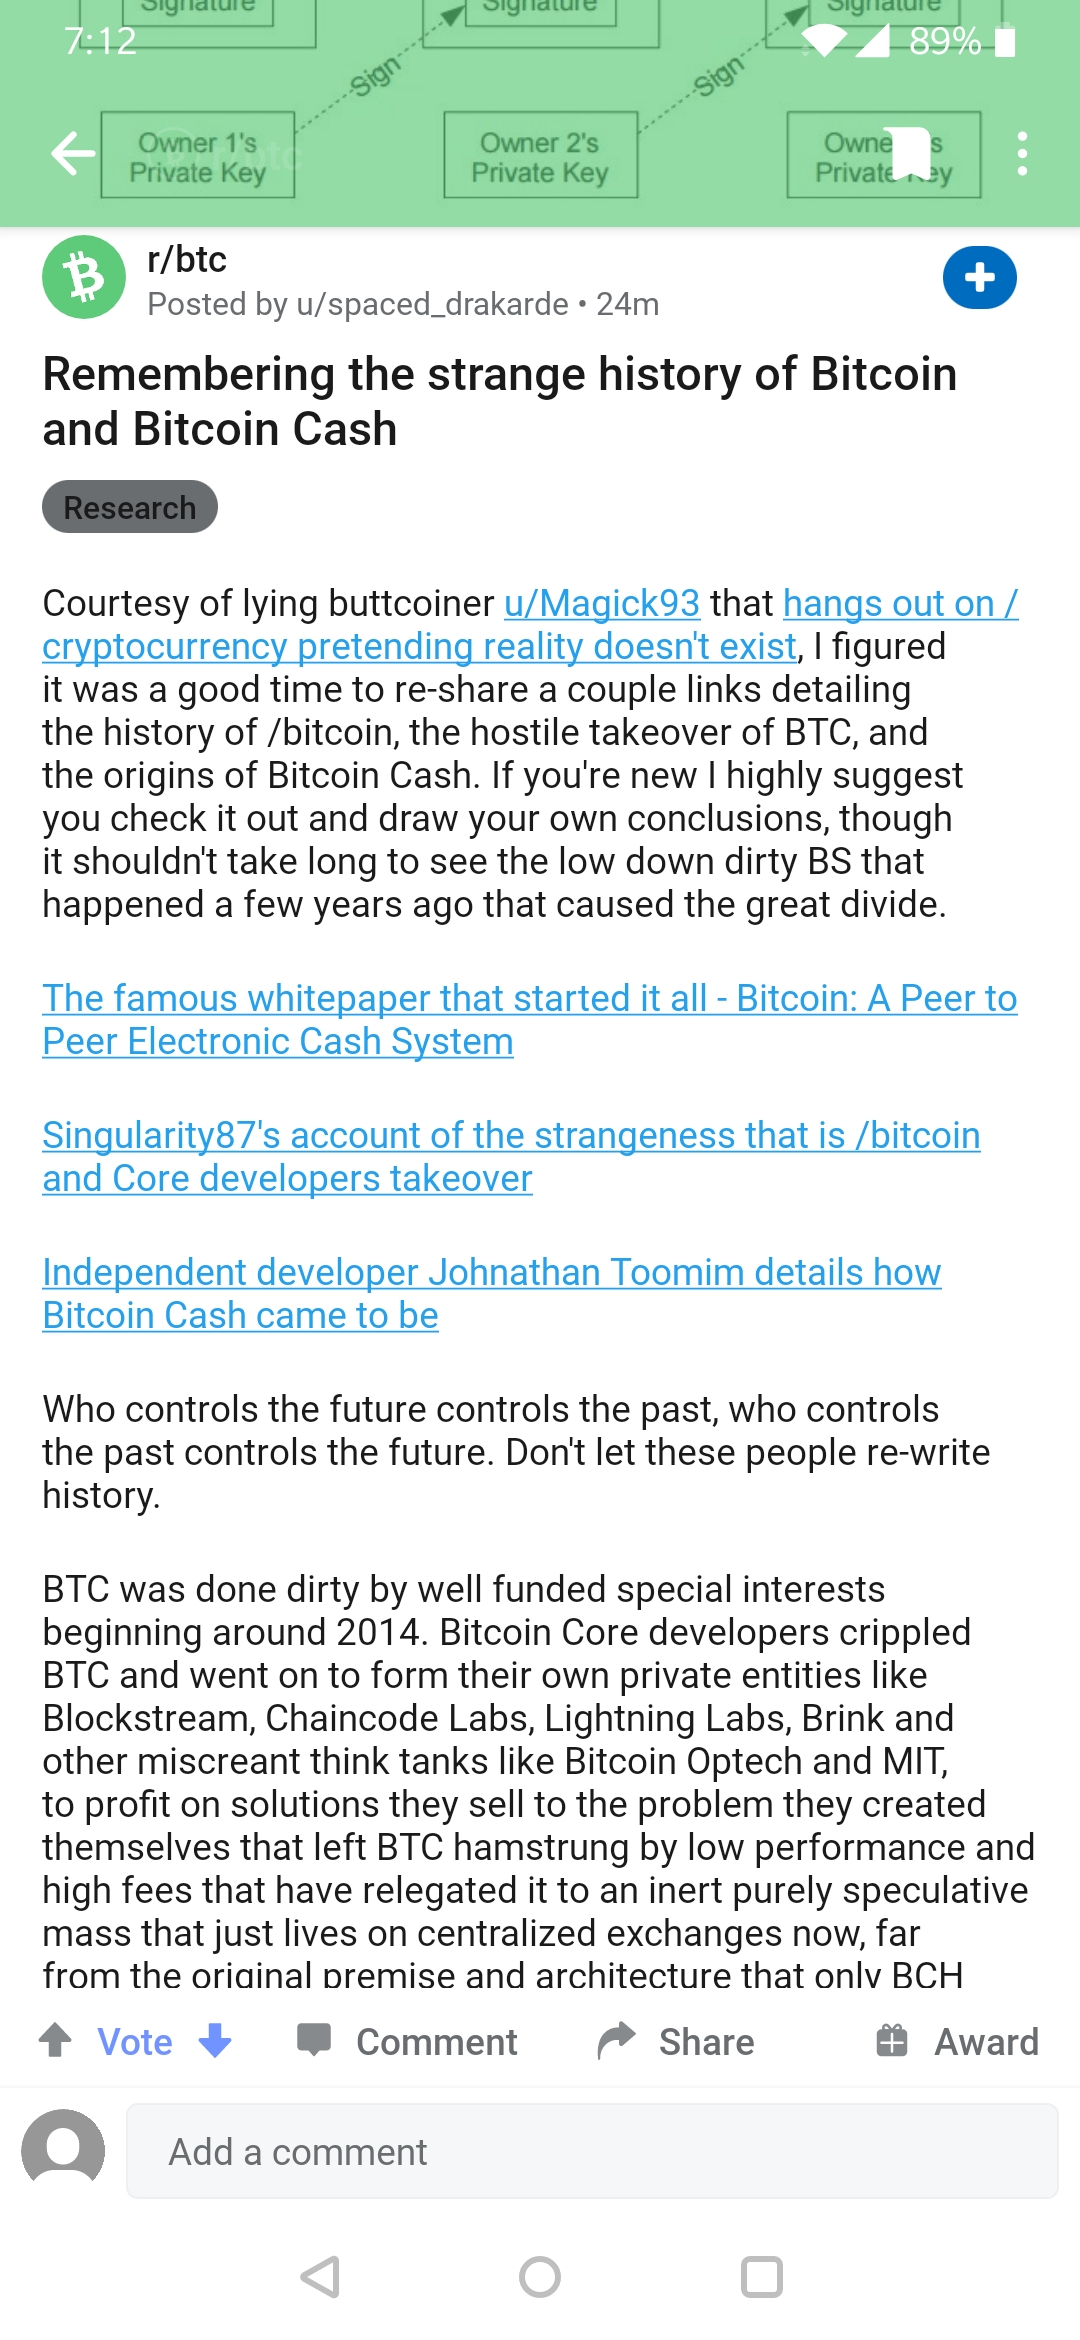 Signature
Signature
Signature
7:12
89%
Sign
Sign
Owner 1's
Private Key
Owner 2's
Private Key
Private
r/btc
Posted by u/spaced_drakarde • 24m
Remembering the strange history of Bitcoin
and Bitcoin Cash
Research
Courtesy of lying buttcoiner u/Magick93 that hangs out on /
cryptocurrency pretending reality doesn't exist, I figured
it was a good time to re-share a couple links detailing
the history of /bitcoin, the hostile takeover of BTC, and
the origins of Bitcoin Cash. If you're new I highly suggest
you check it out and draw your own conclusions, though
it shouldn't take long to see the low down dirty BS that
happened a few years ago that caused the great divide.
The famous whitepaper that started it all - Bitcoin: A Peer to
Peer Electronic Cash System
Singularity87's account of the strangeness that is /bitcoin
and Core developers takeover
Independent developer Johnathan Toomim details how
Bitcoin Cash came to be
Who controls the future controls the past, who controls
the past controls the future. Don't let these people re-write
history.
BTC was done dirty by well funded special interests
beginning around 2014. Bitcoin Core developers crippled
BTC and went on to form their own private entities like
Blockstream, Chaincode Labs, Lightning Labs, Brink and
other miscreant think tanks like Bitcoin Optech and MIT,
to profit on solutions they sell to the problem they created
themselves that left BTC hamstrung by low performance and
high fees that have relegated it to an inert purely speculative
mass that just lives on centralized exchanges now, far
from the original premise and architecture that only BCH
Vote
Comment
Share
Award
Add a comment